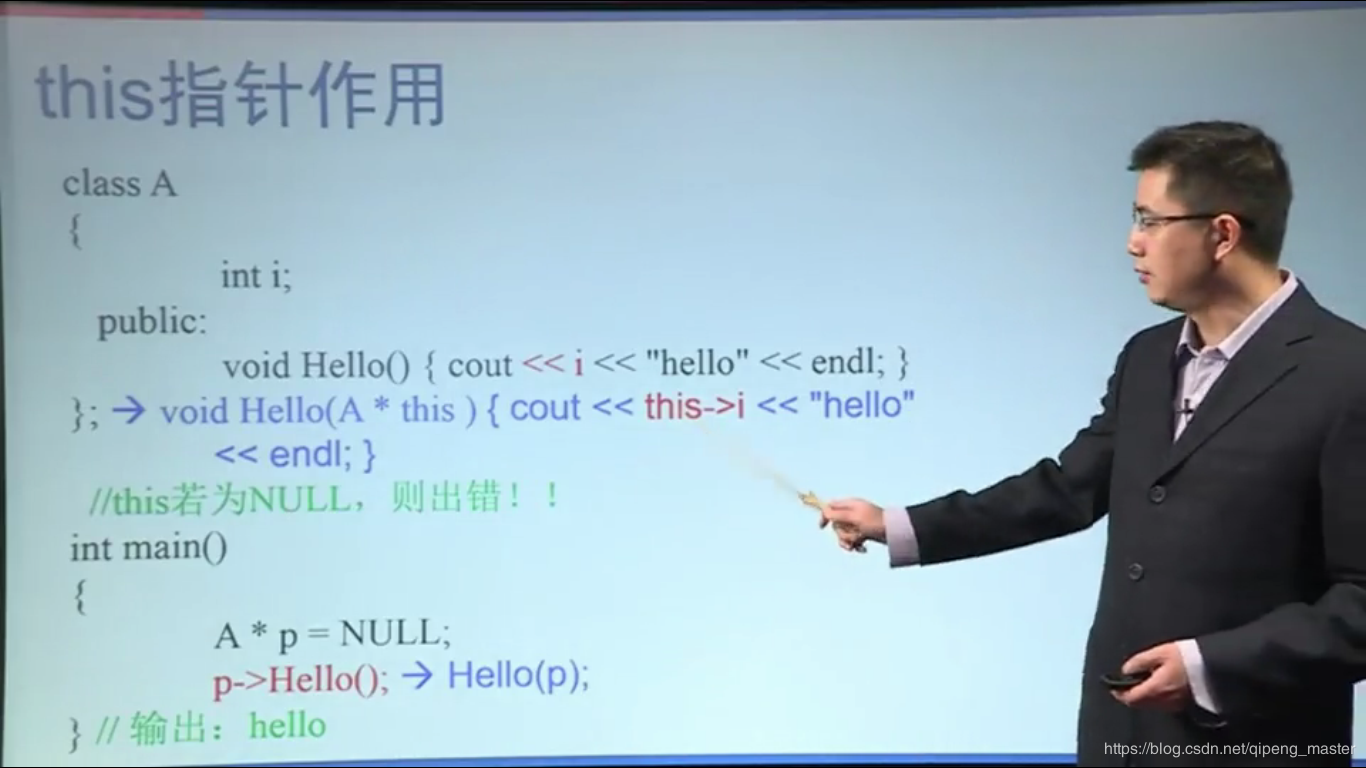 this指针作用
class A
{
int i;
public:
void Hello() { cout << i << "hello" << endl; }
}; → void Hello(A * this ) { cout << this->i << "hello"
<< endl; }
//this若为NULL，则出错！！
int main()
{
A * p = NULL;
p->Hello(); → Hello(p);
} // 输出：hello
https://blog.csdn.net/qipeng_master